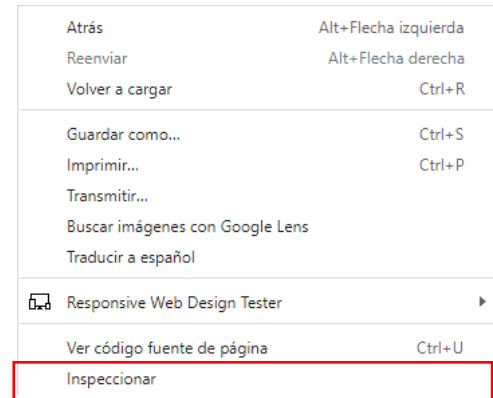 Atrás Alt+Flecha izquierda
Reenviar Alt+Flecha derecha
Volver a cargar Ctrl+R
Guardar como... Ctrl+S
Imprimir... Ctrl+P
Transmitir...
Buscar imágenes con Google Lens
Traducir a español
Responsive Web Design Tester
Ver código fuente de página Ctrl+U
Inspeccionar